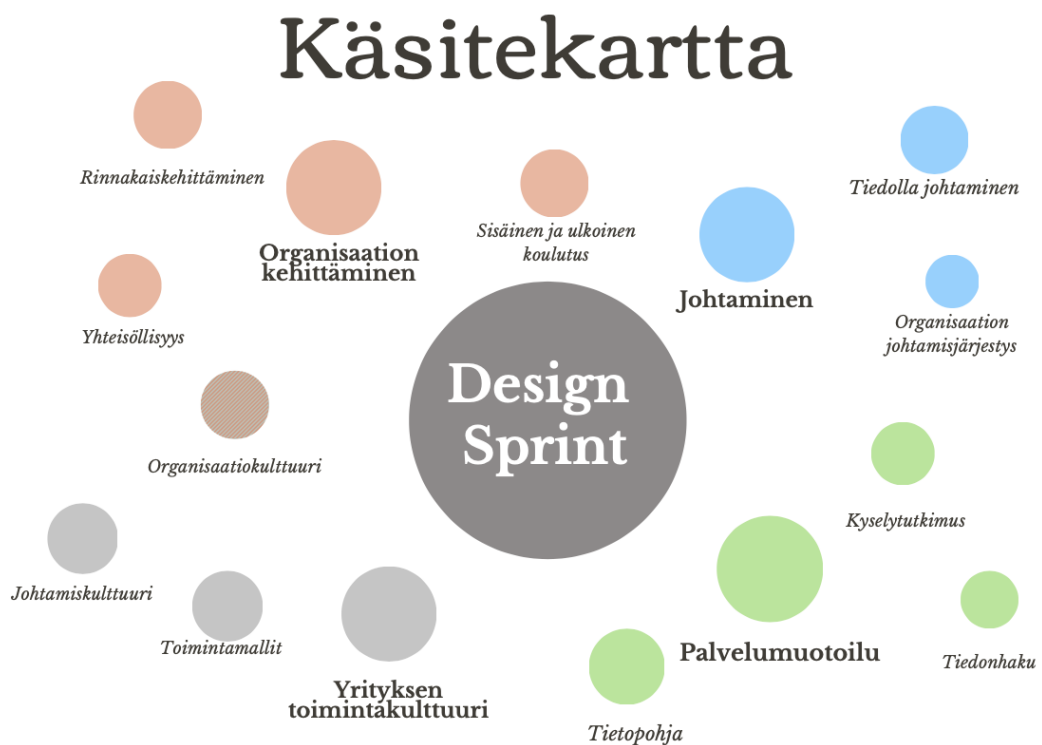 Käsitekartta
Rinnakaiskehittäminen
Organisaation
kehittäminen
Sisäinen ja ulkoinen
koulutus
Tiedolla johtaminen
Johtaminen
Organisaation
johtamisjärjestys
Yhteisöllisyys
Design
Sprint
Organisaatiokulttuuri
Kyselytutkimus
Johtamiskulttuuri
Toimintamallit
Yrityksen
toimintakulttuuri
Palvelumuotoilu
Tiedonhaku
Tietopohja